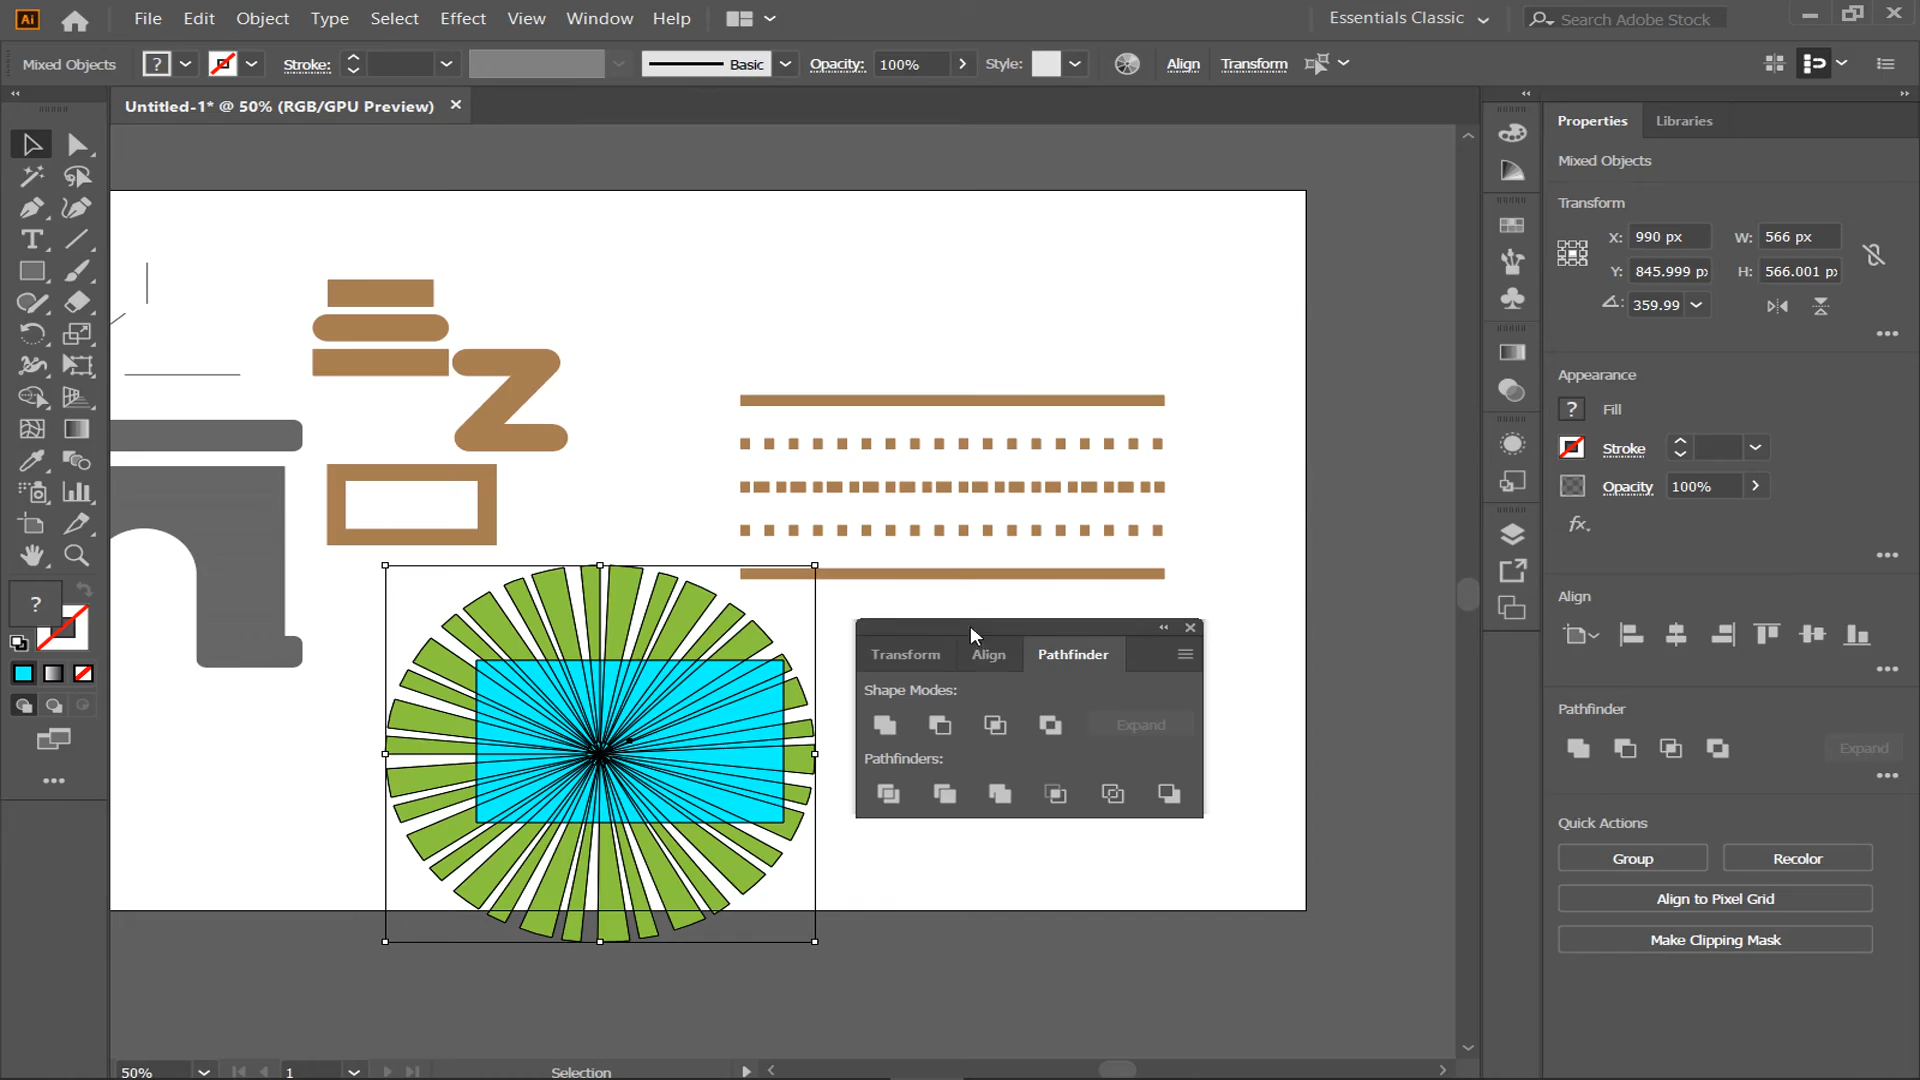 Ai File Edit Object Type Select Effect View Window Help Essentials Classic Search Adobe Stock
Mixed Objects ? Stroke: Basic Opacity: 100% Style: Align Transform
Untitled-1* @ 50% (RGB/GPU Preview)
Properties Libraries
Mixed Objects
Transform
X: 990 px W: 566 px
Y: 845.999 px H: 566.001 px
359.99
Appearance
? Fill
Stroke
Opacity 100%
fx
Align
Pathfinder
Expand
Quick Actions
Group Recolor
Align to Pixel Grid
Make Clipping Mask
Transform Align Pathfinder
Shape Modes:
Expand
Pathfinders:
Z
T
?
50% 1 Selection